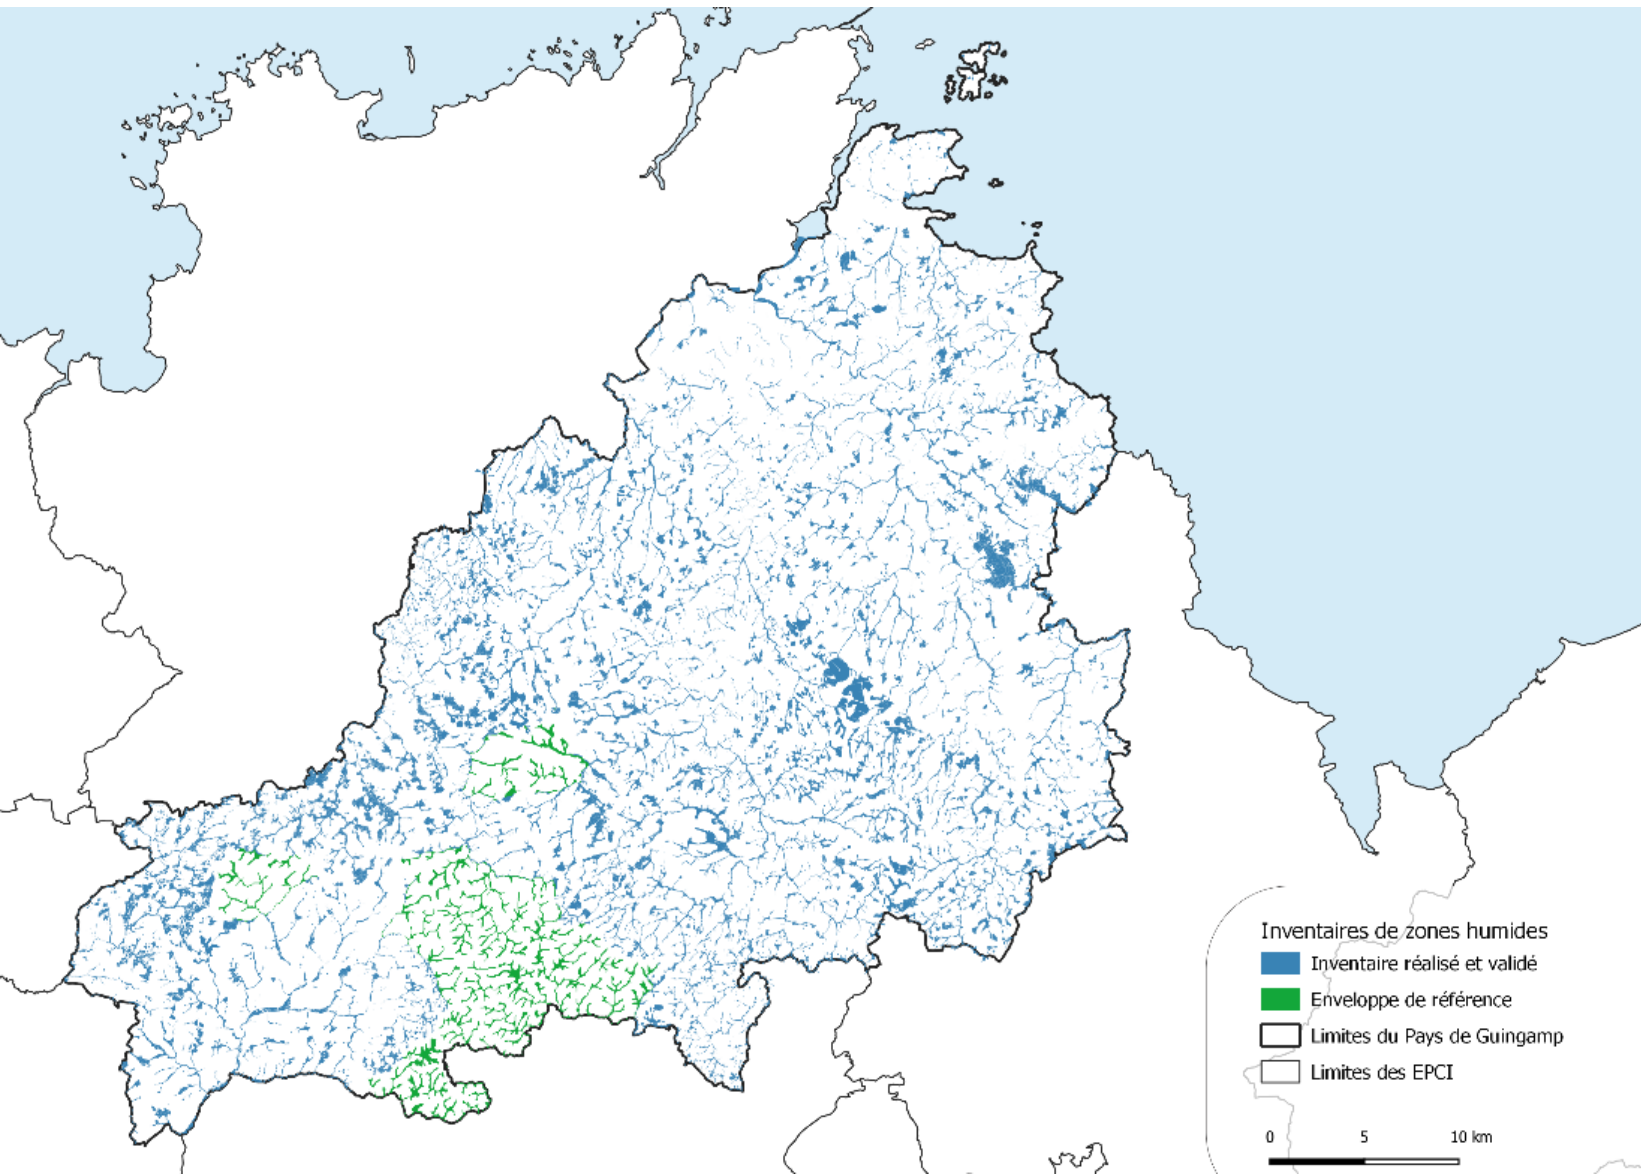 Inventaires de zones humides
Inventaire réalisé et validé
Enveloppe de référence
Limites du Pays de Guingamp
Limites des EPCI
0 5 10 km